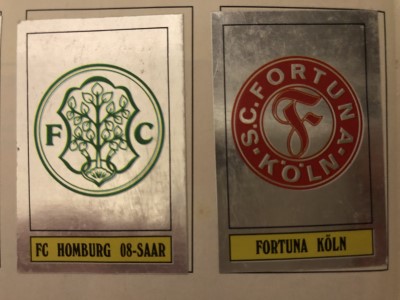 F C
FC HOMBURG 08-SAAR
S.C. FORTUNA · KÖLN ·
F
FORTUNA KÖLN